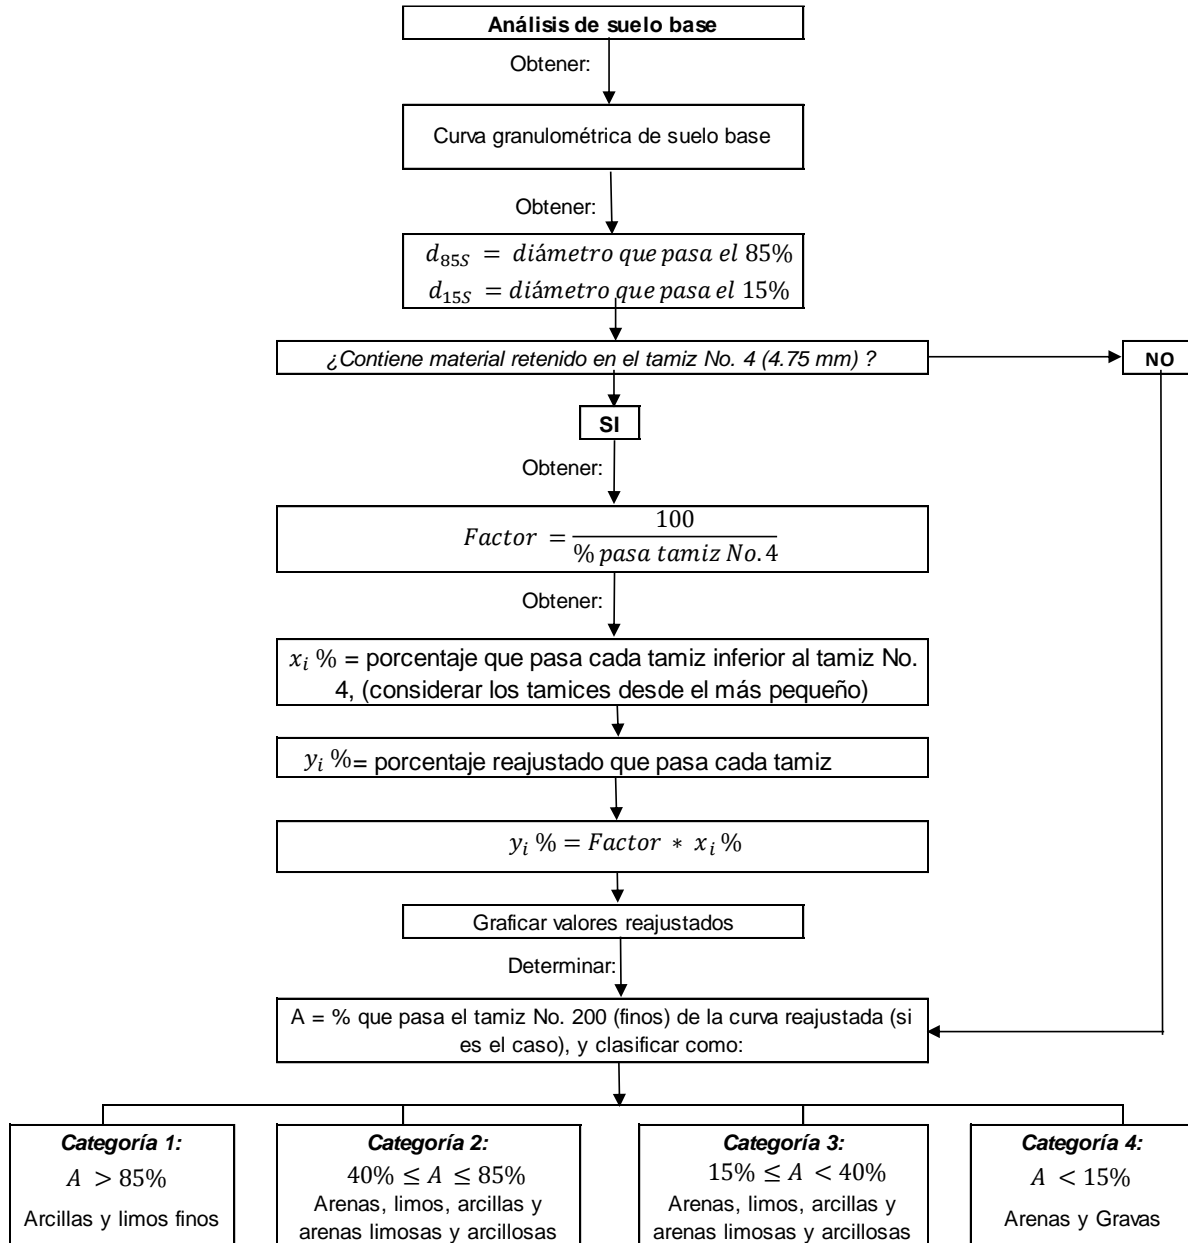 Análisis de suelo base
Obtener:
Curva granulométrica de suelo base
Obtener:
d₈₅S = diámetro que pasa el 85%
d₁₅S = diámetro que pasa el 15%
¿Contiene material retenido en el tamiz No. 4 (4.75 mm) ?
NO
SI
Obtener:
Factor = 100 / % pasa tamiz No. 4
Obtener:
xᵢ % = porcentaje que pasa cada tamiz inferior al tamiz No.
4, (considerar los tamices desde el más pequeño)
yᵢ %= porcentaje reajustado que pasa cada tamiz
yᵢ % = Factor * xᵢ %
Graficar valores reajustados
Determinar:
A = % que pasa el tamiz No. 200 (finos) de la curva reajustada (si
es el caso), y clasificar como:
Categoría 1:
A > 85%
Arcillas y limos finos
Categoría 2:
40% ≤ A ≤ 85%
Arenas, limos, arcillas y
arenas limosas y arcillosas
Categoría 3:
15% ≤ A < 40%
Arenas, limos, arcillas y
arenas limosas y arcillosas
Categoría 4:
A < 15%
Arenas y Gravas